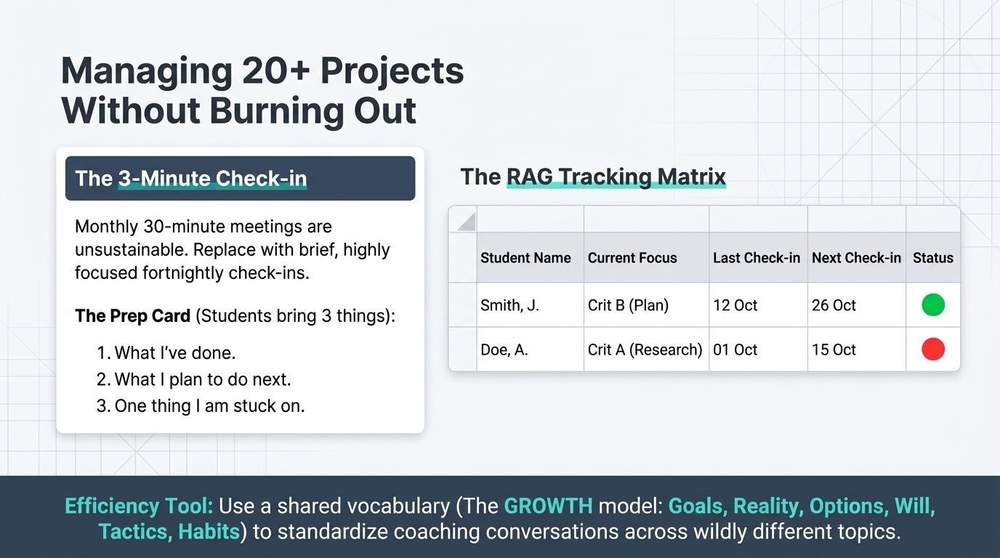 Managing 20+ Projects
Without Burning Out
The 3-Minute Check-in
Monthly 30-minute meetings are
unsustainable. Replace with brief, highly
focused fortnightly check-ins.
The Prep Card (Students bring 3 things):
1. What I've done.
2. What I plan to do next.
3. One thing I am stuck on.
The RAG Tracking Matrix
Student Name Current Focus Last Check-in Next Check-in Status
Smith, J. Crit B (Plan) 12 Oct 26 Oct
Doe, A. Crit A (Research) 01 Oct 15 Oct
Efficiency Tool: Use a shared vocabulary (The GROWTH model: Goals, Reality, Options, Will,
Tactics, Habits) to standardize coaching conversations across wildly different topics.